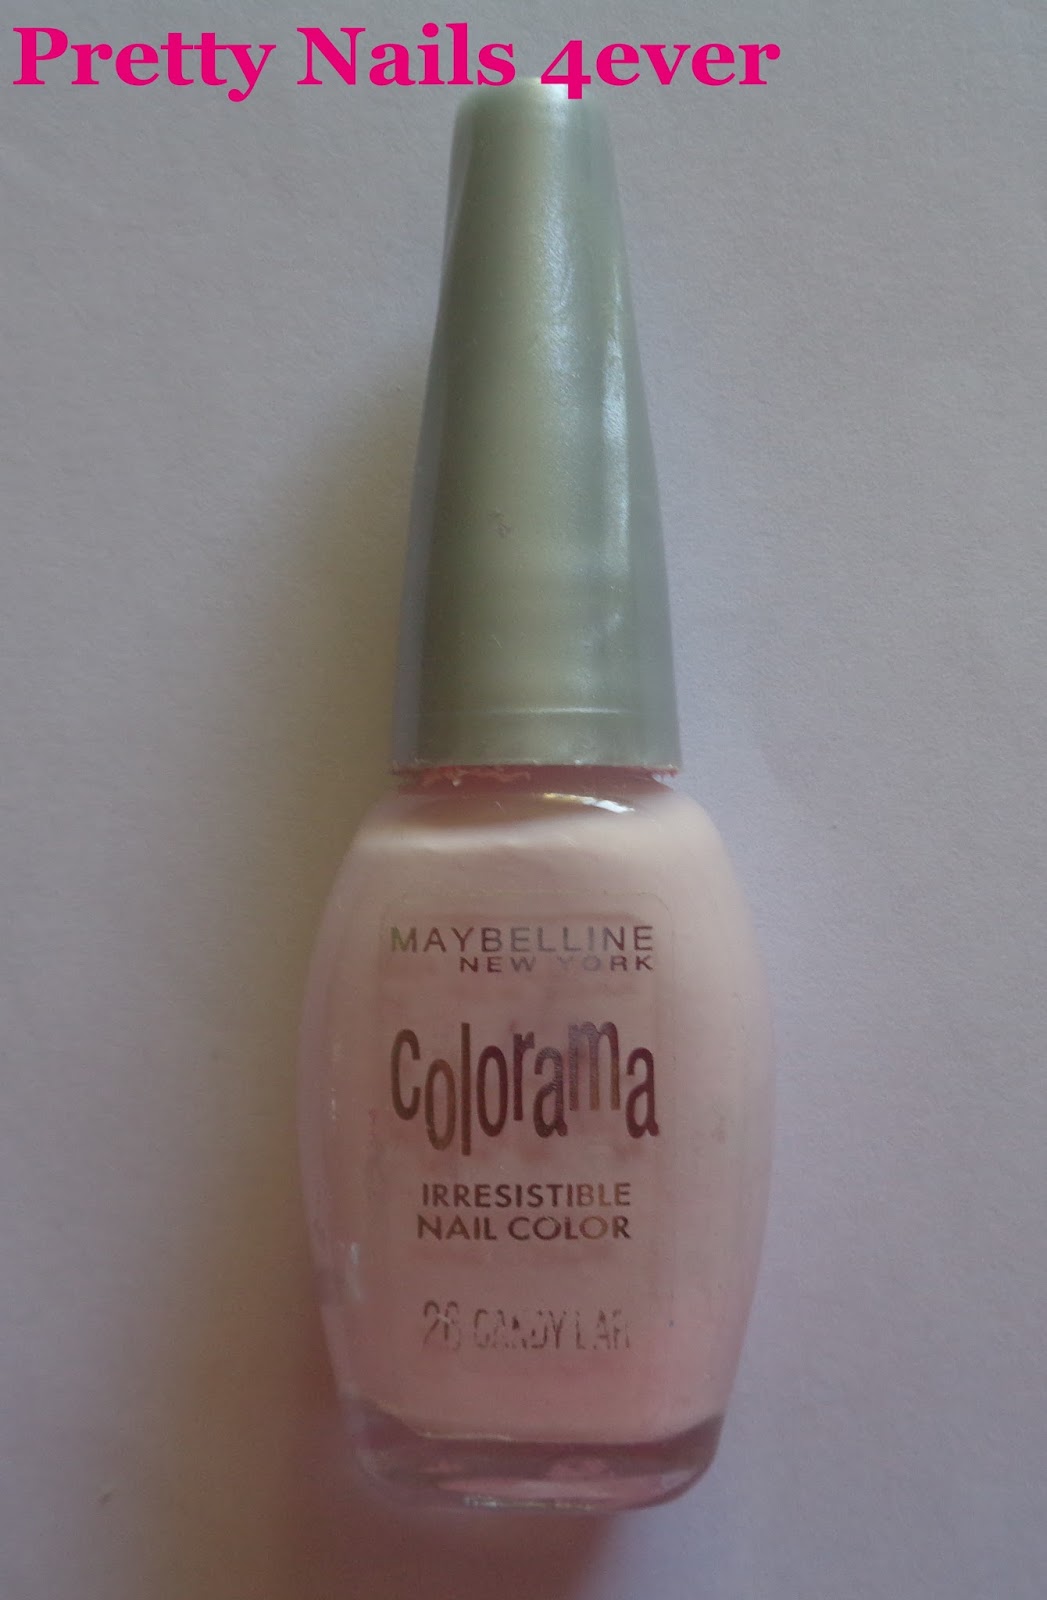 Pretty Nails 4ever
MAYBELLINE
NEW YORK
Colorama
IRRESISTIBLE
NAIL COLOR
26 CANDY